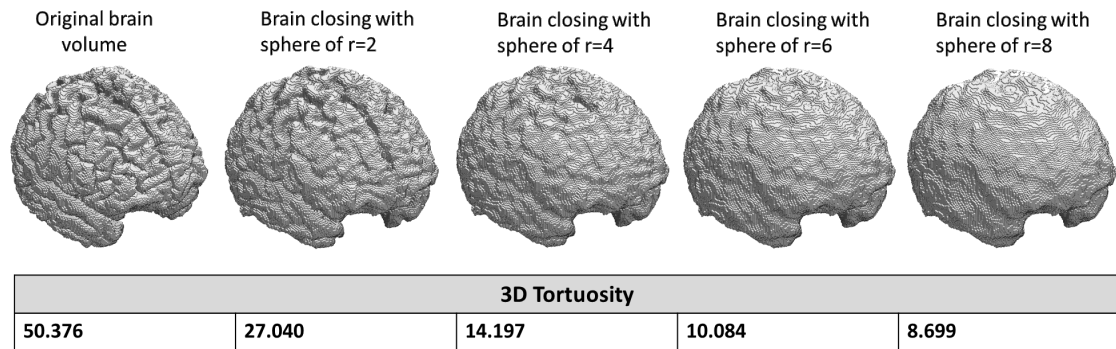 Original brain
volume
Brain closing with
sphere of r=2
Brain closing with
sphere of r=4
Brain closing with
sphere of r=6
Brain closing with
sphere of r=8
3D Tortuosity
50.376 27.040 14.197 10.084 8.699